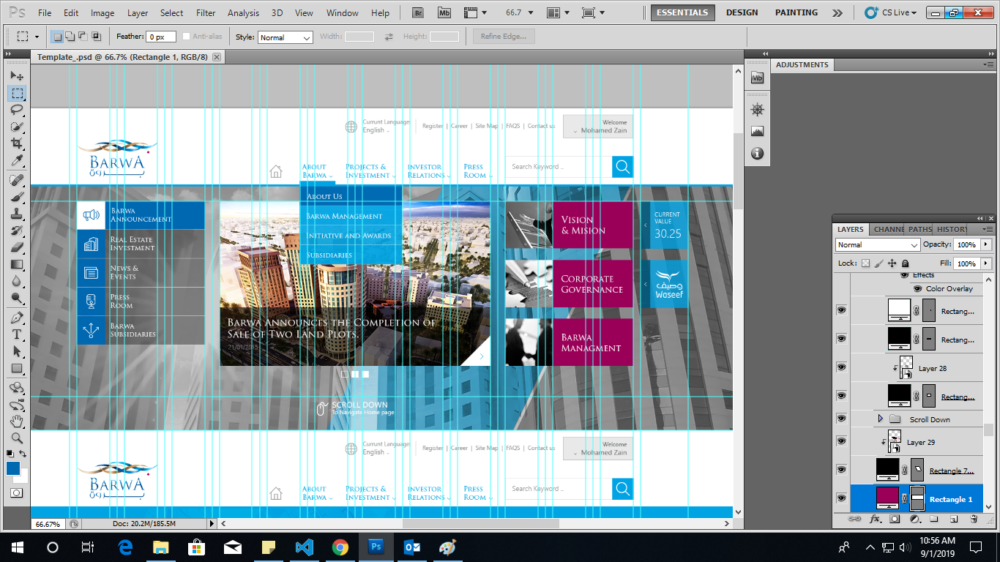 Ps
File Edit Image Layer Select Filter Analysis 3D View Window Help
Br Mb 66.7 ESSENTIALS DESIGN PAINTING CS Live
Feather: 0 px Anti-alias Style: Normal Width: Height: Refine Edge...
Template_.psd @ 66.7% (Rectangle 1, RGB/8)
Currunt Language:
English
Register | Career | Site Map | FAQS | Contact us
Welcome
Mohamed Zain
BARWA
بروة
ABOUT
BARWA
PROJECTS &
INVESTMENT
INVESTOR
RELATIONS
PRESS
ROOM
Search Keyword ..
BARWA
ANNOUNCEMENT
REAL ESTATE
INVESTMENT
NEWS &
EVENTS
PRESS
ROOM
BARWA
SUBSIDIARIES
ABOUT US
BARWA MANAGEMENT
INITIATIVE AND AWARDS
SUBSIDIARIES
BARWA ANNOUNCES THE COMPLETION OF
SALE OF TWO LAND PLOTS.
21/01/2015
VISION
& MISION
CORPORATE
GOVERNANCE
BARWA
MANAGMENT
CURRENT
VALUE
30.25
وصيف
Waseef
SCROLL DOWN
To Navigate Home page
Currunt Language:
English
Register | Career | Site Map | FAQS | Contact us
Welcome
Mohamed Zain
BARWA
بروة
ABOUT
BARWA
PROJECTS &
INVESTMENT
INVESTOR
RELATIONS
PRESS
ROOM
Search Keyword ..
66.67% Doc: 20.2M/185.5M
Mb
ADJUSTMENTS
LAYERS CHANNE PATHS HISTORY
Normal Opacity: 100%
Lock: Fill: 100%
Effects
Color Overlay
Rectang...
Rectang...
Layer 28
Rectang...
Scroll Down
Layer 29
Rectangle 7...
Rectangle 1
fx
Ps
10:56 AM
9/1/2019